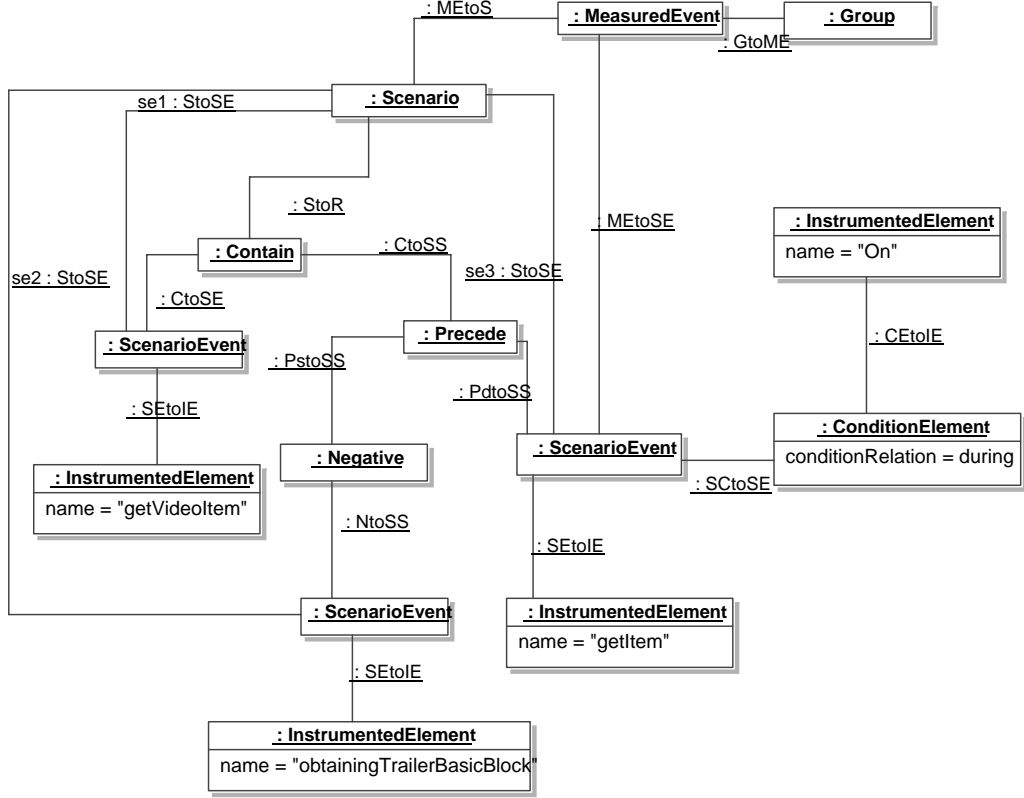 : MEtoS
: MeasuredEvent
: Group
: GtoME
: Scenario
se1 : StoSE
: StoR
: MEtoSE
: InstrumentedElement
name = "On"
: Contain
: CtoSS
se2 : StoSE
se3 : StoSE
: CtoSE
: Precede
: CEtoIE
: ScenarioEvent
: PstoSS
: PdtoSS
: SEtoIE
: ConditionElement
conditionRelation = during
: Negative
: ScenarioEvent
: SCtoSE
: InstrumentedElement
name = "getVideoItem"
: NtoSS
: SEtoIE
: ScenarioEvent
: InstrumentedElement
name = "getItem"
: SEtoIE
: InstrumentedElement
name = "obtainingTrailerBasicBlock"